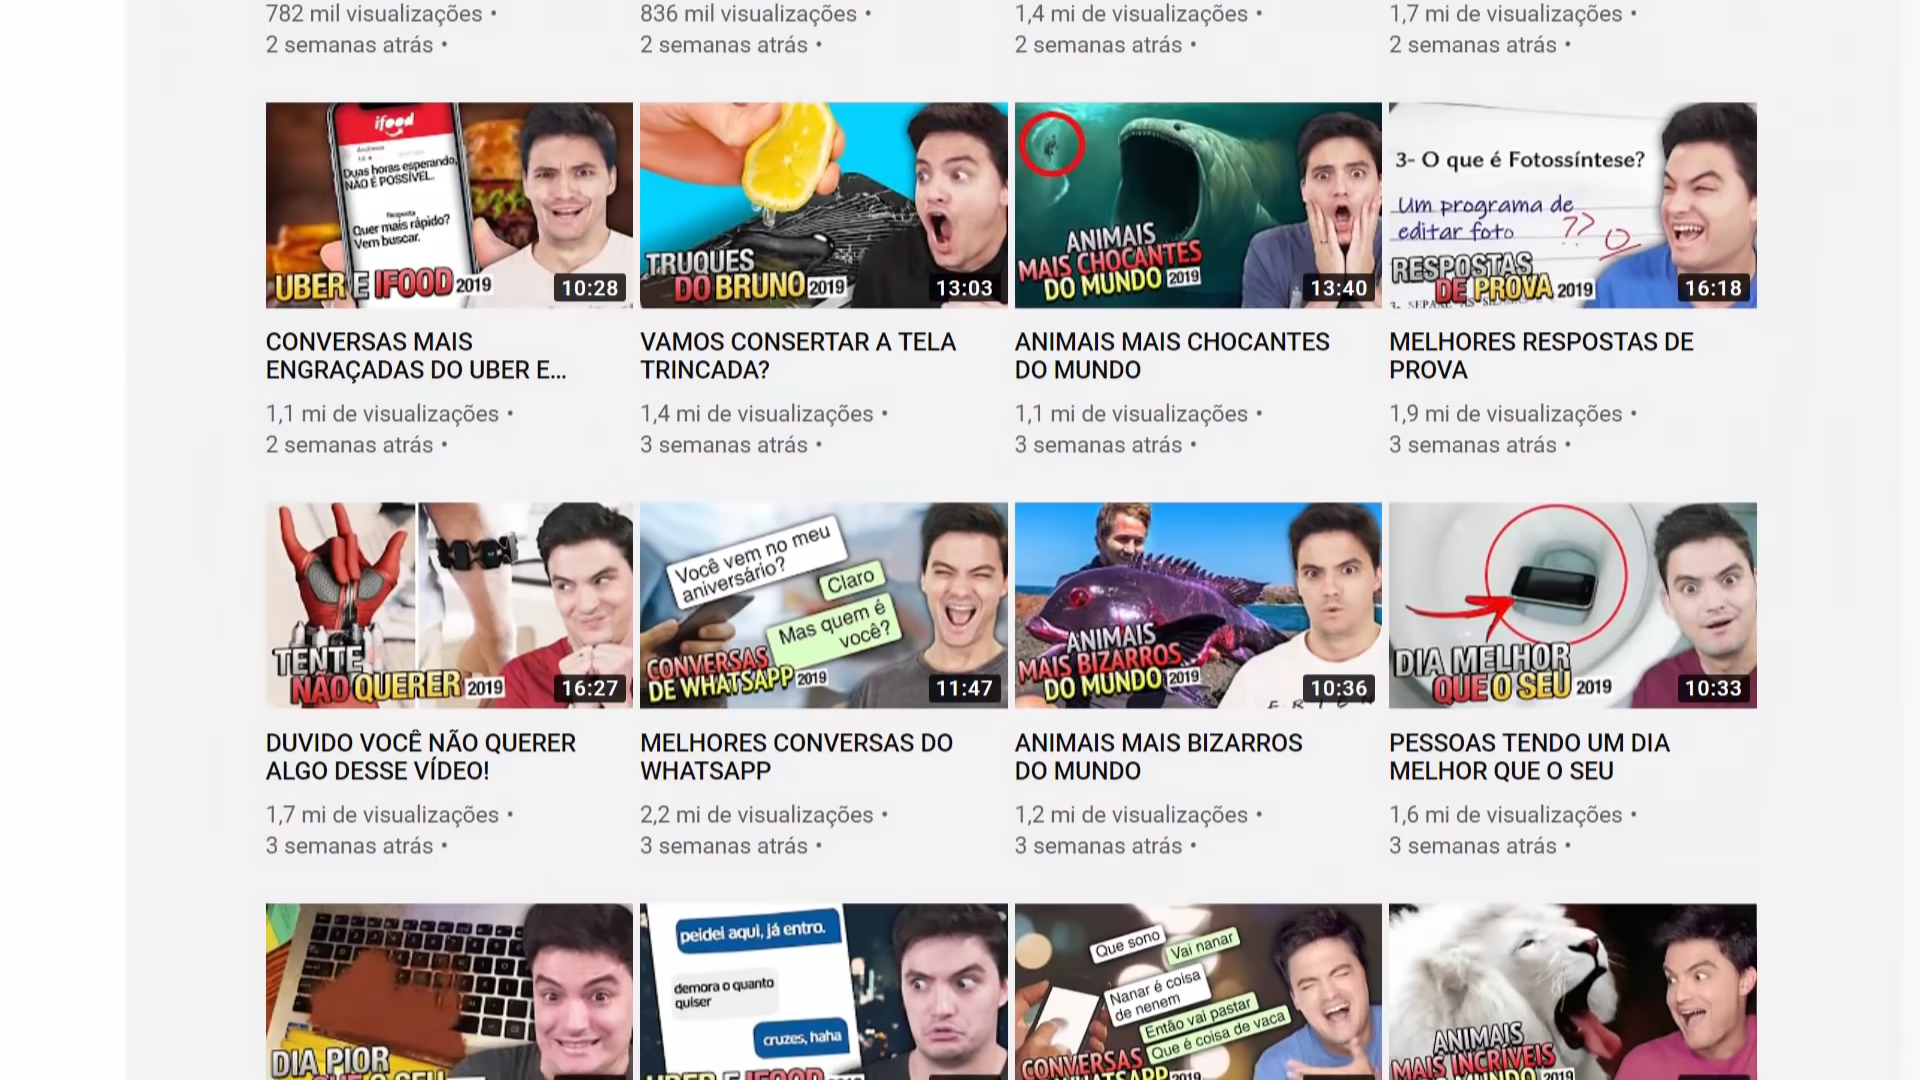 782 mil visualizações •
2 semanas atrás •
836 mil visualizações •
2 semanas atrás •
1,4 mi de visualizações •
2 semanas atrás •
1,7 mi de visualizações •
2 semanas atrás •
ifood
Duas horas esperando,
NÃO É POSSÍVEL.
Resposta
Quer mais rápido?
Vem buscar.
UBER E IFOOD 2019
10:28
TRUQUES
DO BRUNO 2019
13:03
ANIMAIS
MAIS CHOCANTES
DO MUNDO 2019
13:40
3- O que é Fotossíntese?
Um programa de
editar foto
??
0
RESPOSTAS
DE PROVA 2019
16:18
CONVERSAS MAIS
ENGRAÇADAS DO UBER E...
1,1 mi de visualizações •
2 semanas atrás •
VAMOS CONSERTAR A TELA
TRINCADA?
1,4 mi de visualizações •
3 semanas atrás •
ANIMAIS MAIS CHOCANTES
DO MUNDO
1,1 mi de visualizações •
3 semanas atrás •
MELHORES RESPOSTAS DE
PROVA
1,9 mi de visualizações •
3 semanas atrás •
TENTE
NÃO QUERER 2019
16:27
Você vem no meu
aniversário?
Claro
Mas quem é
você?
CONVERSAS
DE WHATSAPP 2019
11:47
ANIMAIS
MAIS BIZARROS
DO MUNDO 2019
10:36
DIA MELHOR
QUE O SEU 2019
10:33
DUVIDO VOCÊ NÃO QUERER
ALGO DESSE VÍDEO!
1,7 mi de visualizações •
3 semanas atrás •
MELHORES CONVERSAS DO
WHATSAPP
2,2 mi de visualizações •
3 semanas atrás •
ANIMAIS MAIS BIZARROS
DO MUNDO
1,2 mi de visualizações •
3 semanas atrás •
PESSOAS TENDO UM DIA
MELHOR QUE O SEU
1,6 mi de visualizações •
3 semanas atrás •
DIA PIOR
QUE O SEU
peidei aqui, já entro.
demora o quanto
quiser
cruzes, haha
UBER E IFOOD 2019
Que sono
Vai nanar
Nanar é coisa
de nenem
Então vai pastar
Que é coisa de vaca
CONVERSAS
WHATSAPP 2019
ANIMAIS
MAIS INCRÍVEIS
MUNDO 2019